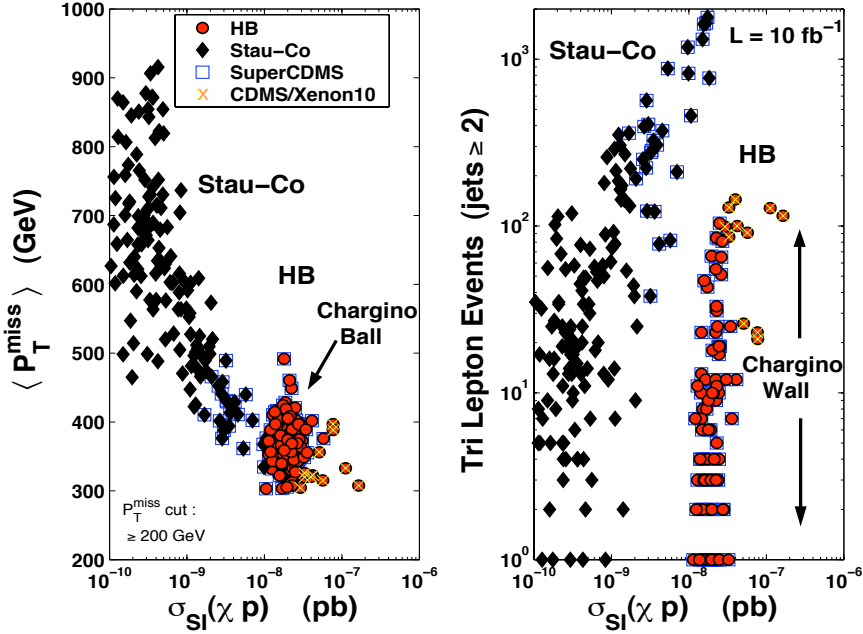 1000
900
800
700
600
500
400
300
200
⟨ P_T^miss ⟩ (GeV)
HB
Stau−Co
SuperCDMS
CDMS/Xenon10
Stau−Co
HB
Chargino
Ball
P_T^miss cut :
≥ 200 GeV
10^−10
10^−9
10^−8
10^−7
10^−6
σ_SI(χ p) (pb)
10^2
10^1
10^0
Tri Lepton Events (jets ≥ 2)
L = 10 fb^−1
Stau−Co
HB
Chargino
Wall
10^−10
10^−9
10^−8
10^−7
10^−6
σ_SI(χ p) (pb)